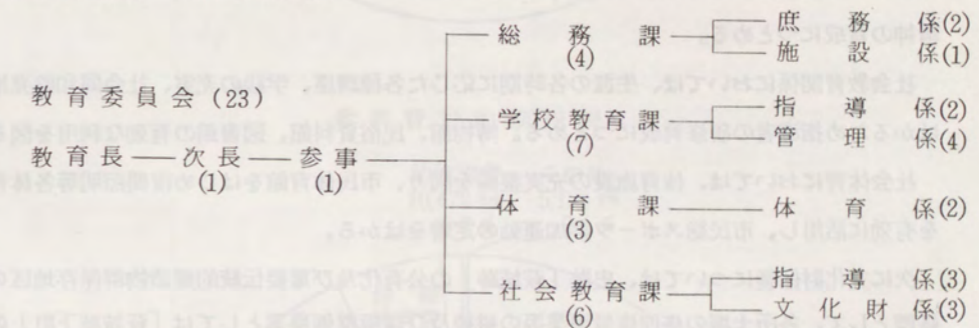 教育委員会 (23)
教育長 ― 次長 ― 参事
(1) (1)
総務課
(4)
庶務係(2)
施設係(1)
学校教育課
(7)
指導係(2)
管理係(4)
体育課
(3)
体育係(2)
社会教育課
(6)
指導係(3)
文化財係(3)